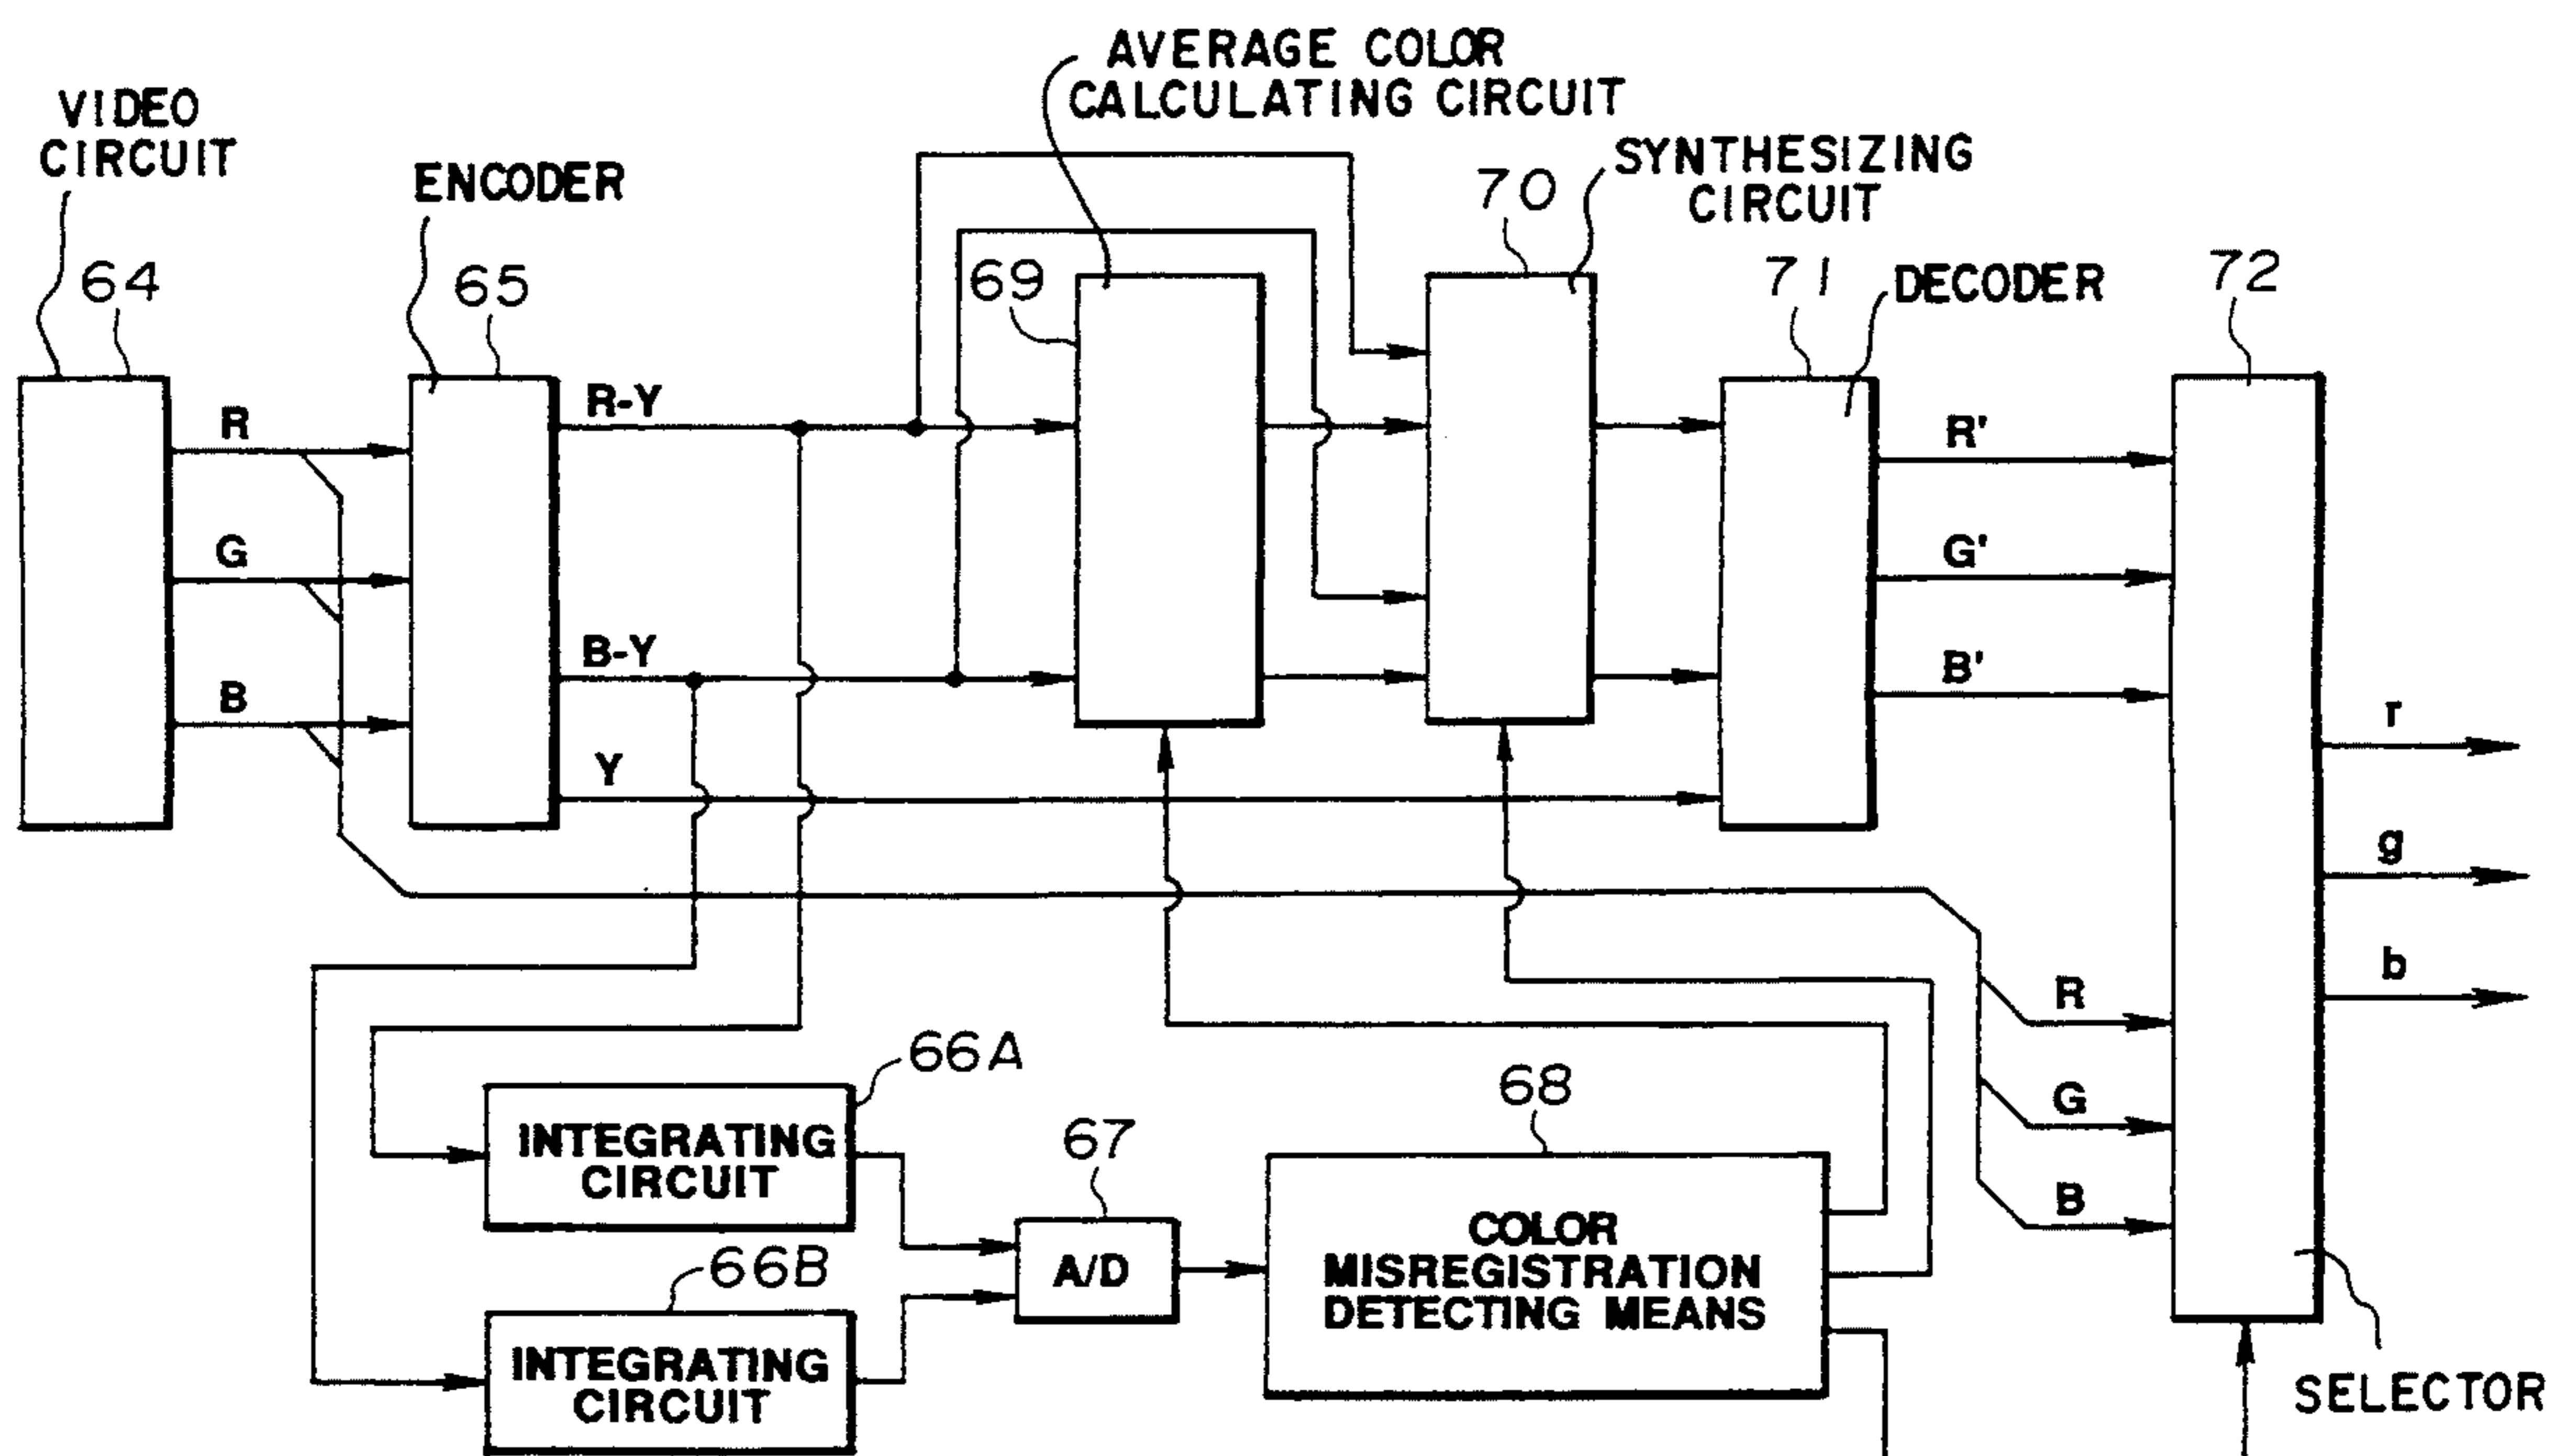 AVERAGE COLOR
CALCULATING CIRCUIT
VIDEO
CIRCUIT
ENCODER
SYNTHESIZING
CIRCUIT
DECODER
64
65
69
70
71
72
R
G
B
R-Y
B-Y
Y
R'
G'
B'
r
g
b
R
G
B
66A
INTEGRATING
CIRCUIT
66B
INTEGRATING
CIRCUIT
67
A/D
68
COLOR
MISREGISTRATION
DETECTING MEANS
SELECTOR